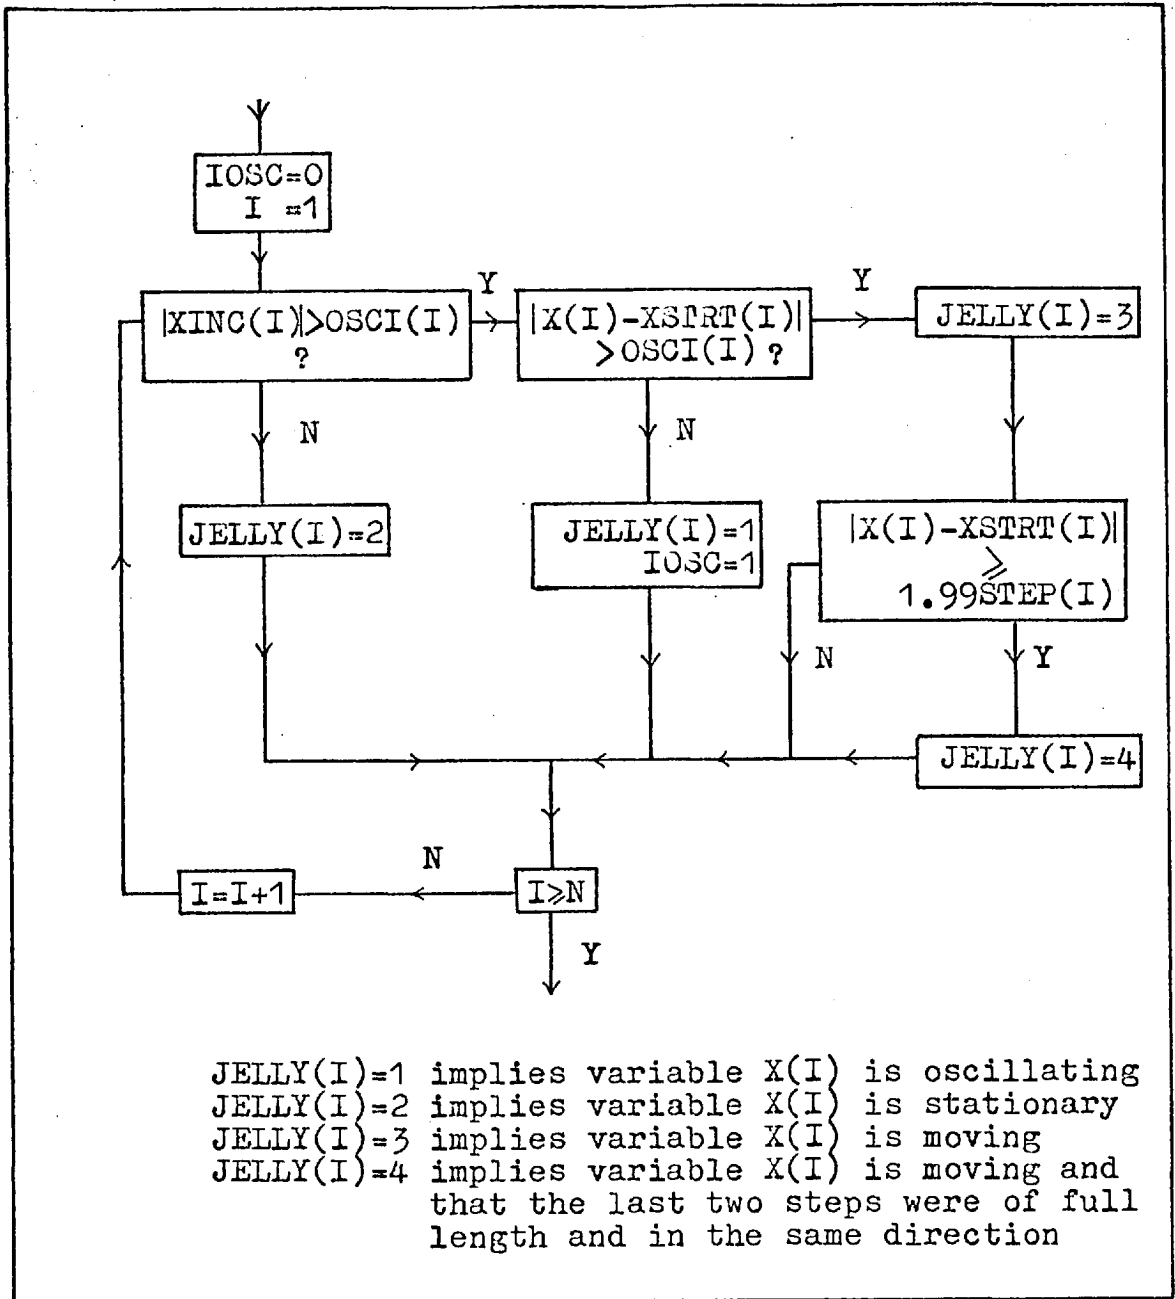 IOSC=0
I =1
|XINC(I)|>OSCI(I)
?
Y
|X(I)-XSTRT(I)|
>OSCI(I) ?
Y
JELLY(I)=3
N
N
JELLY(I)=2
JELLY(I)=1
IOSC=1
|X(I)-XSTRT(I)|
⩾
1.99STEP(I)
N
Y
JELLY(I)=4
N
I=I+1
I⩾N
Y
JELLY(I)=1 implies variable X(I) is oscillating
JELLY(I)=2 implies variable X(I) is stationary
JELLY(I)=3 implies variable X(I) is moving
JELLY(I)=4 implies variable X(I) is moving and
that the last two steps were of full
length and in the same direction